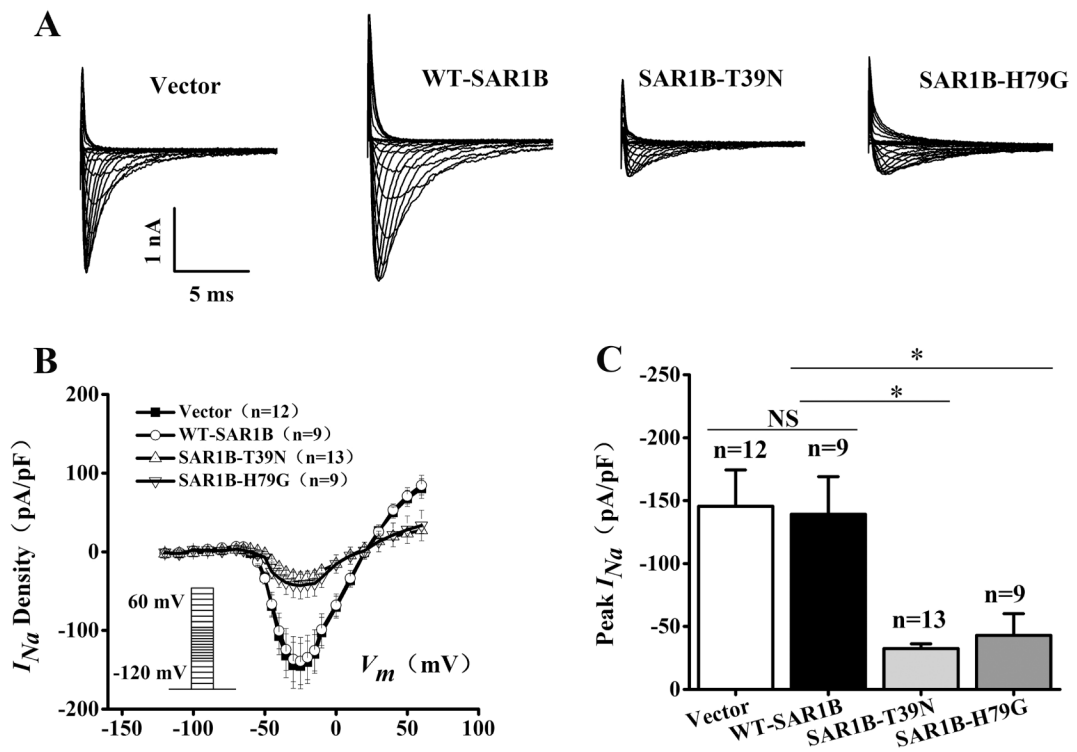 A
Vector
WT-SAR1B
SAR1B-T39N
SAR1B-H79G
1 nA
5 ms
B
I_Na Density（pA/pF）
200
100
0
-100
-200
Vector（n=12）
WT-SAR1B（n=9）
SAR1B-T39N（n=13）
SAR1B-H79G（n=9）
60 mV
-120 mV
V_m（mV）
-150
-100
-50
0
50
100
C
Peak I_Na（pA/pF）
-250
-200
-150
-100
-50
0
*
*
NS
n=12
n=9
n=13
n=9
Vector
WT-SAR1B
SAR1B-T39N
SAR1B-H79G